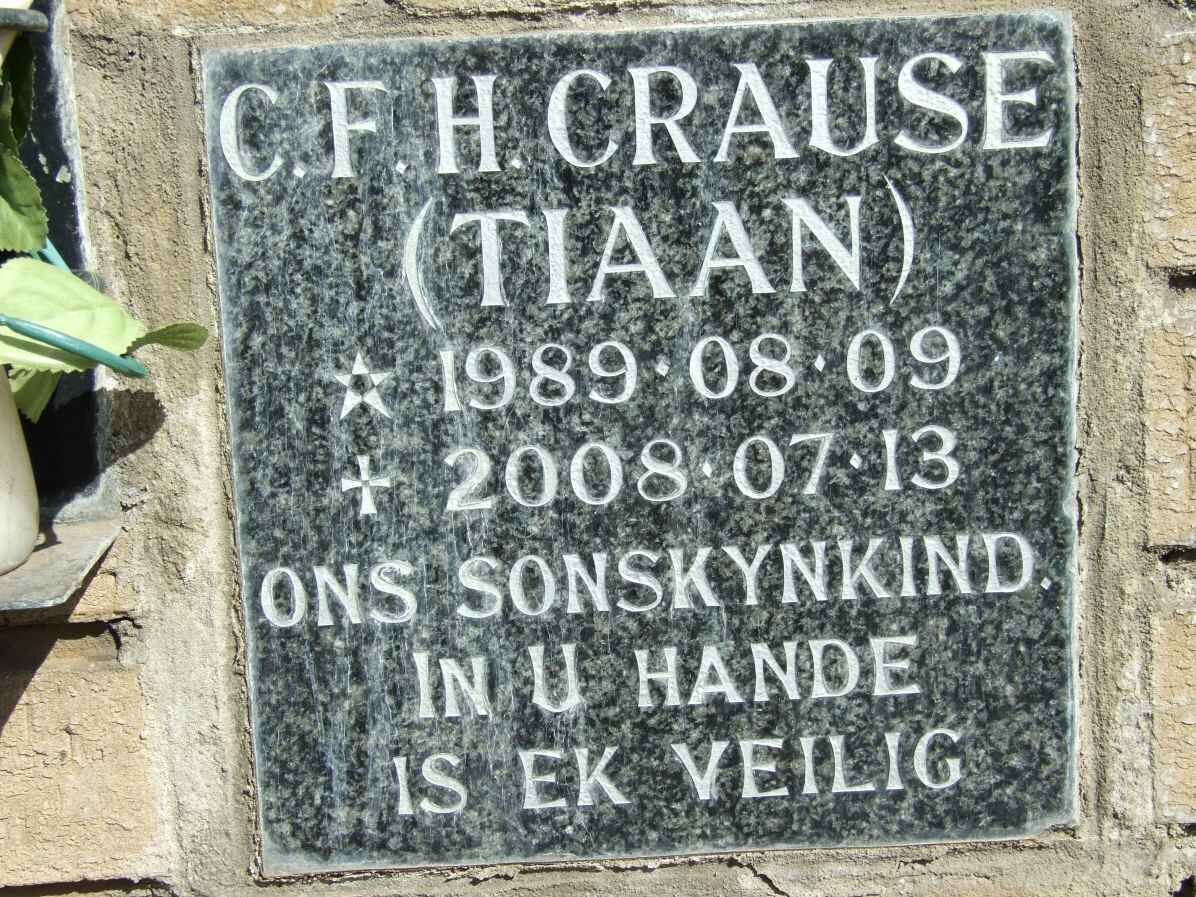 C.F.H. CRAUSE
(TIAAN)
☆ 1989·08·09
✝ 2008·07·13
ONS SONSKYNKIND.
IN U HANDE
IS EK VEILIG